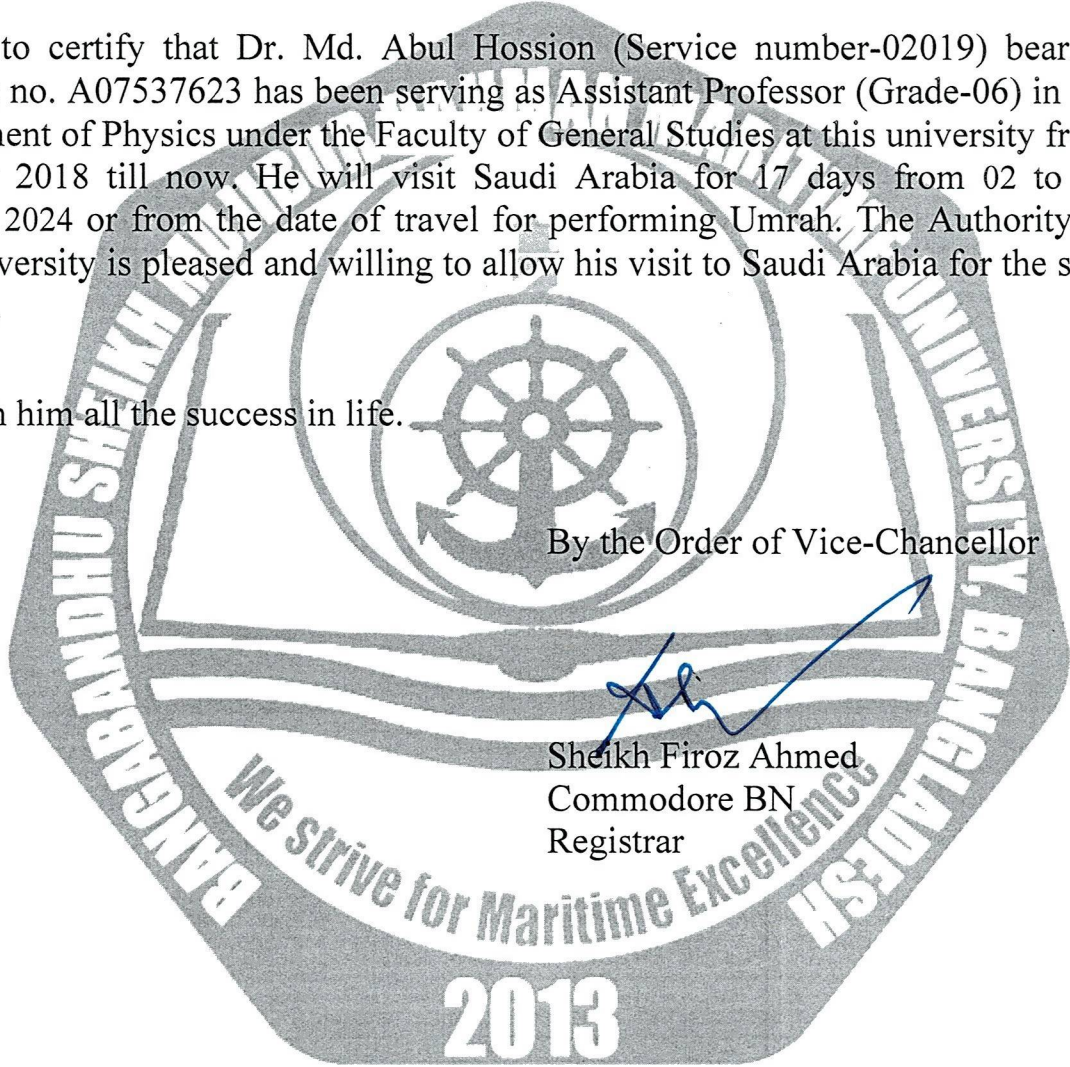 to certify that Dr. Md. Abul Hossion (Service number-02019) bear
no. A07537623 has been serving as Assistant Professor (Grade-06) in
ment of Physics under the Faculty of General Studies at this university fr
2018 till now. He will visit Saudi Arabia for 17 days from 02 to
2024 or from the date of travel for performing Umrah. The Authority
versity is pleased and willing to allow his visit to Saudi Arabia for the s
h him all the success in life.
By the Order of Vice-Chancellor
Sheikh Firoz Ahmed
Commodore BN
Registrar
BANGABANDHU SHEIKH MUJIBUR RAHMAN MARITIME UNIVERSITY, BANGLADESH
We strive for Maritime Excellence
2013